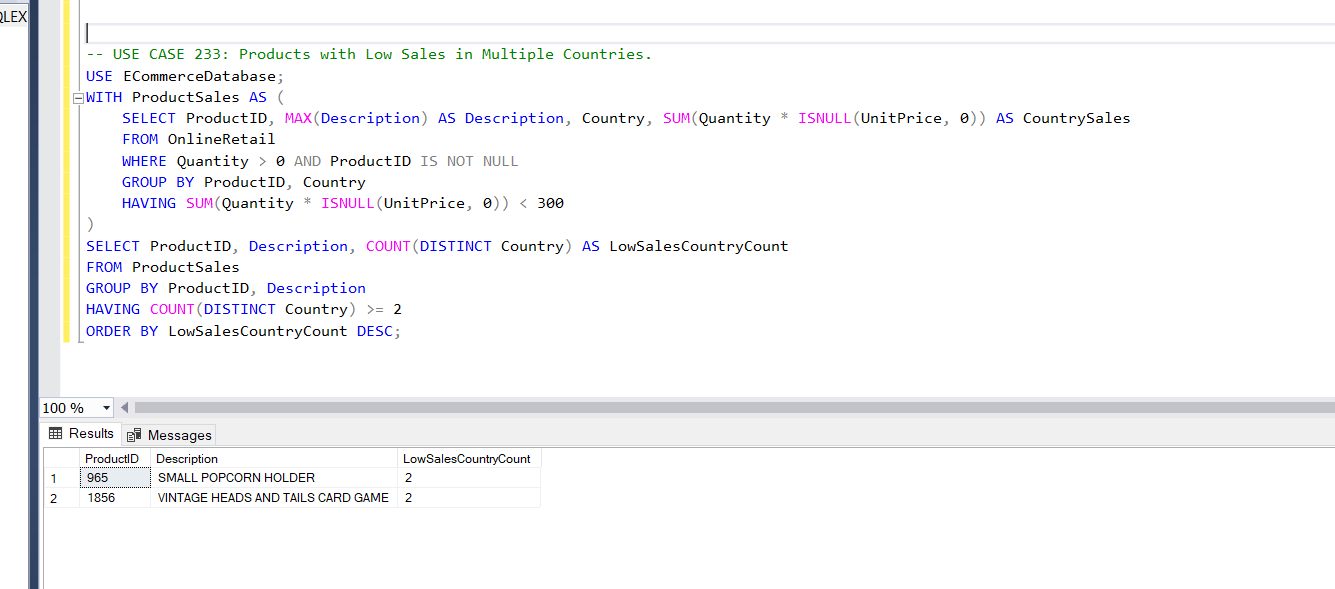 QLEX
-- USE CASE 233: Products with Low Sales in Multiple Countries.
USE ECommerceDatabase;
WITH ProductSales AS (
    SELECT ProductID, MAX(Description) AS Description, Country, SUM(Quantity * ISNULL(UnitPrice, 0)) AS CountrySales
    FROM OnlineRetail
    WHERE Quantity > 0 AND ProductID IS NOT NULL
    GROUP BY ProductID, Country
    HAVING SUM(Quantity * ISNULL(UnitPrice, 0)) < 300
)
SELECT ProductID, Description, COUNT(DISTINCT Country) AS LowSalesCountryCount
FROM ProductSales
GROUP BY ProductID, Description
HAVING COUNT(DISTINCT Country) >= 2
ORDER BY LowSalesCountryCount DESC;
100 %
Results Messages
ProductID Description LowSalesCountryCount
1 965 SMALL POPCORN HOLDER 2
2 1856 VINTAGE HEADS AND TAILS CARD GAME 2